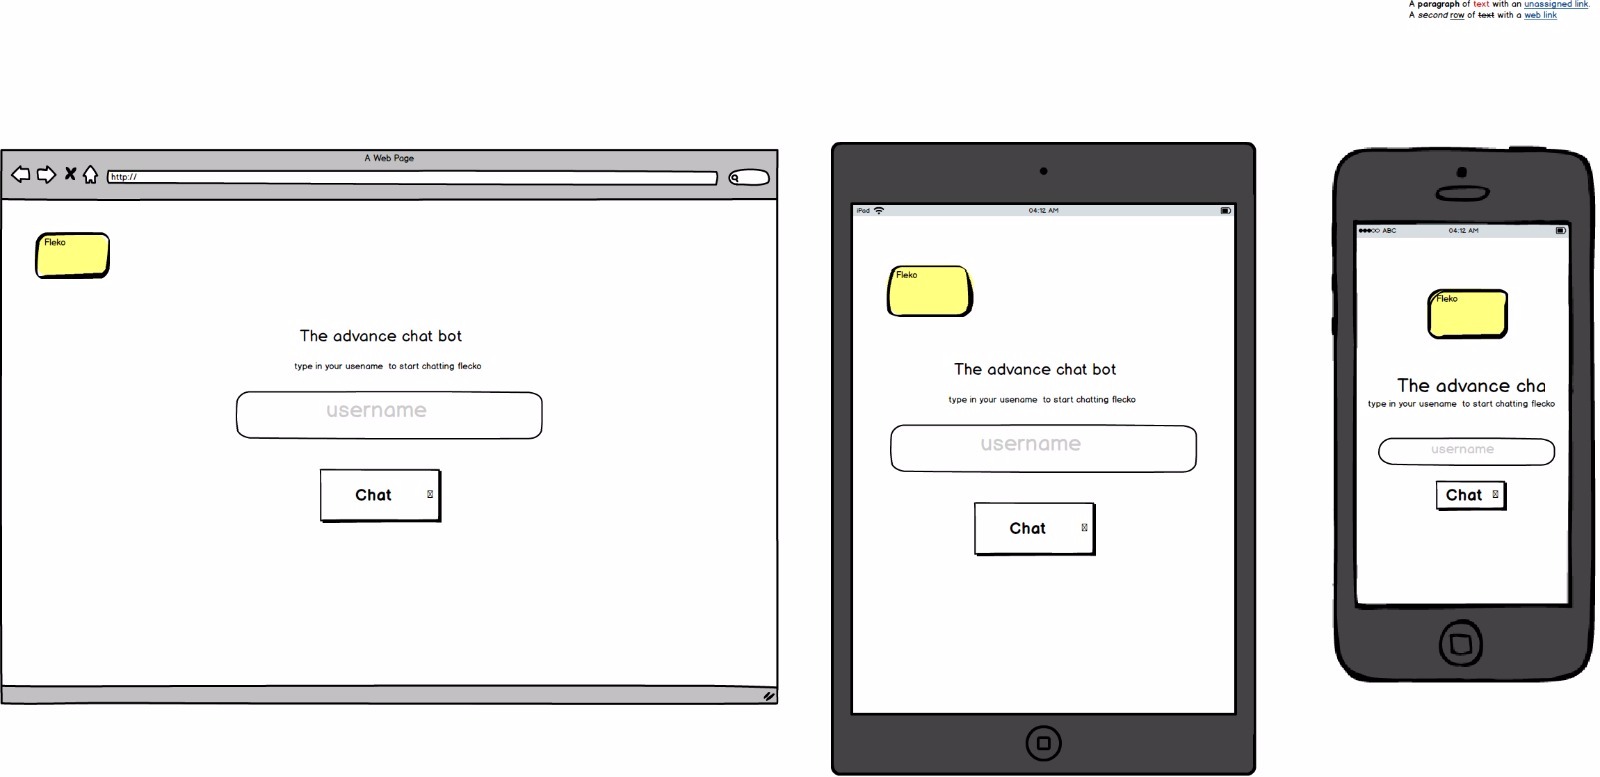 A paragraph of text with an unassigned link.
A second row of text with a web link
A Web Page
http://
Fleko
The advance chat bot
type in your usename to start chatting flecko
username
Chat
iPad
04:12 AM
Fleko
The advance chat bot
type in your usename to start chatting flecko
username
Chat
ABC
04:12 AM
Fleko
The advance cha
type in your usename to start chatting flecko
username
Chat